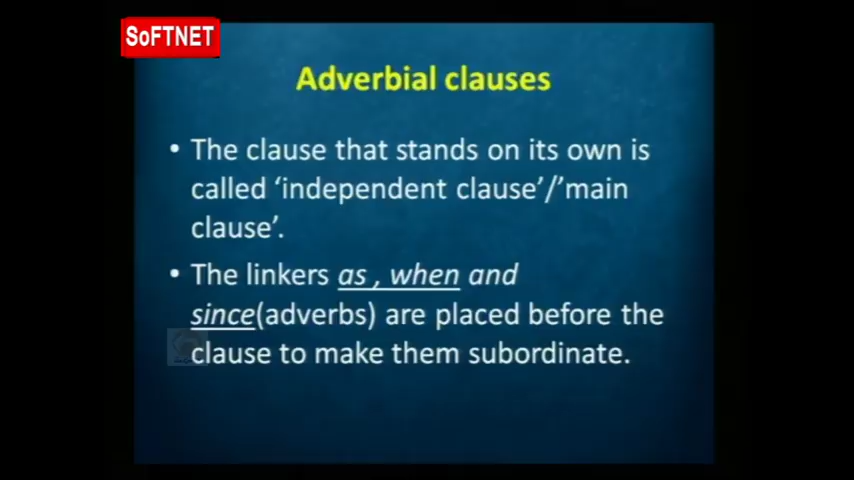 SoFTNET
Adverbial clauses
• The clause that stands on its own is
called ‘independent clause’/’main
clause’.
• The linkers as , when and
since(adverbs) are placed before the
clause to make them subordinate.